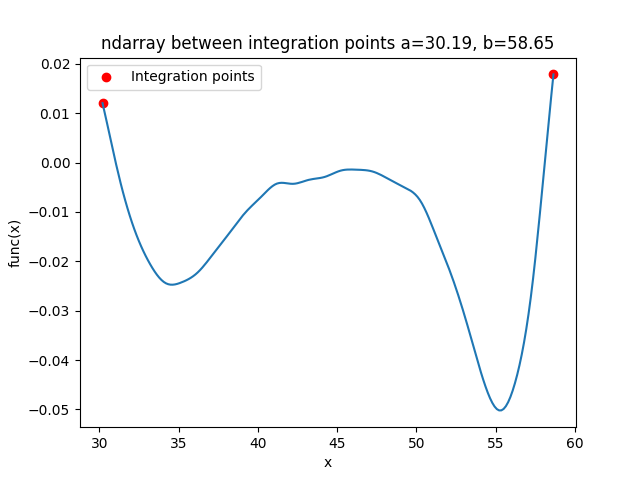 ndarray between integration points a=30.19, b=58.65
Integration points
0.02
0.01
0.00
−0.01
−0.02
−0.03
−0.04
−0.05
func(x)
30 35 40 45 50 55 60
x